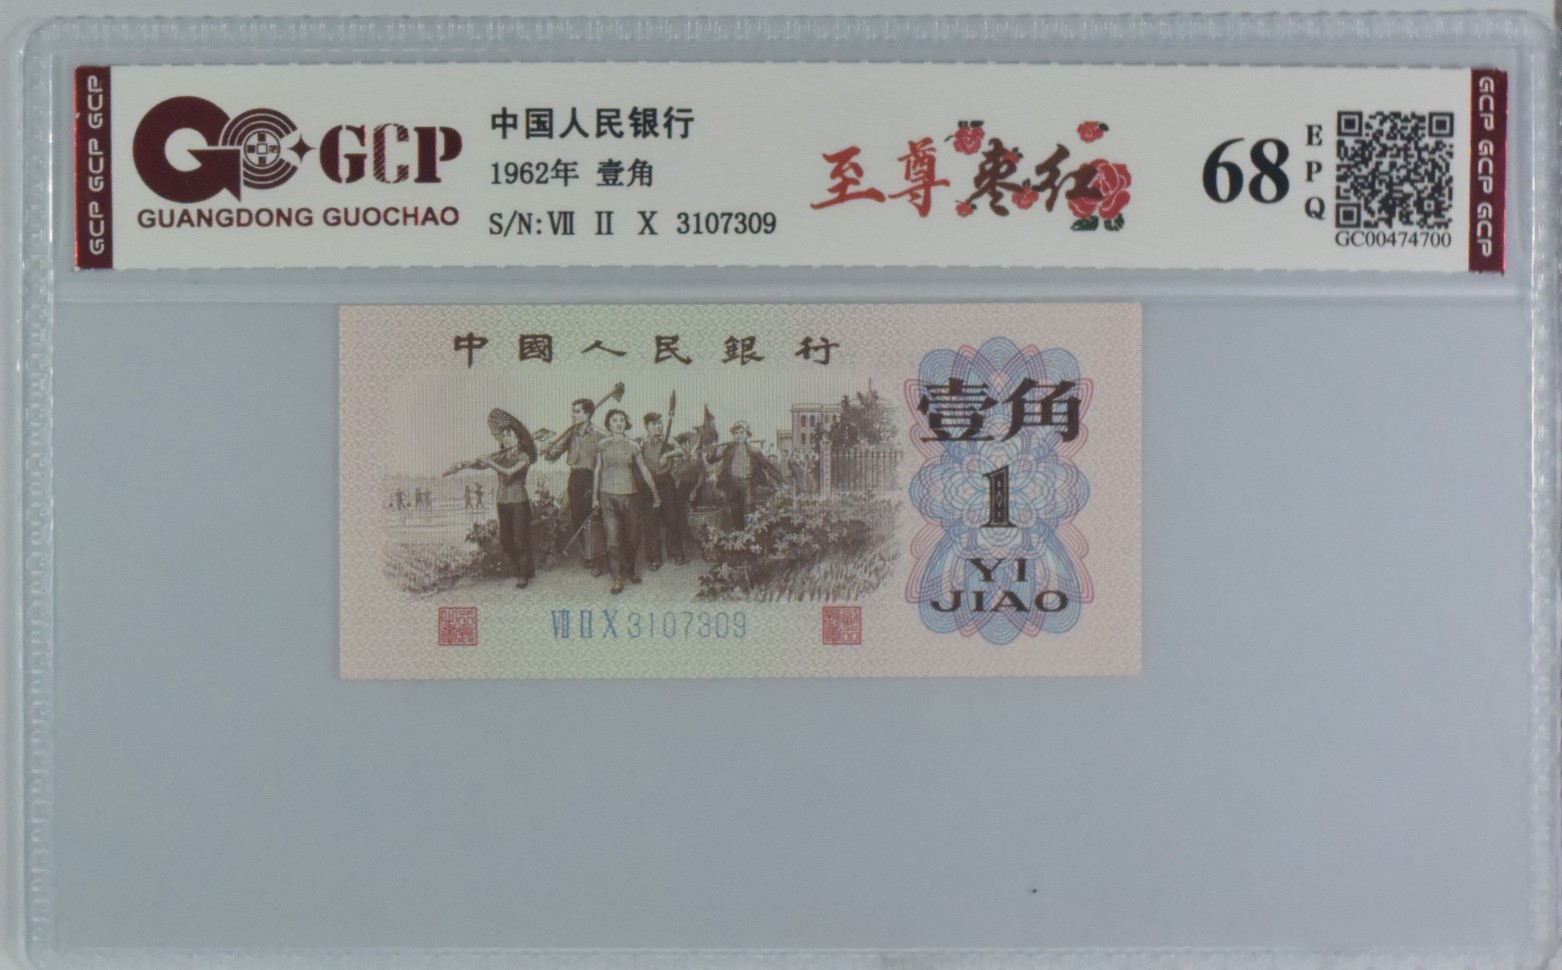 GCP GCP GCP
GCP
GUANGDONG GUOCHAO
中国人民银行
1962年 壹角
S/N: Ⅶ Ⅱ Ⅹ 3107309
至尊枣红
68
EPQ
GC00474700
GCP GCP GCP
中國人民銀行
壹角
1
YI
JIAO
Ⅷ Ⅱ Ⅹ 3107309